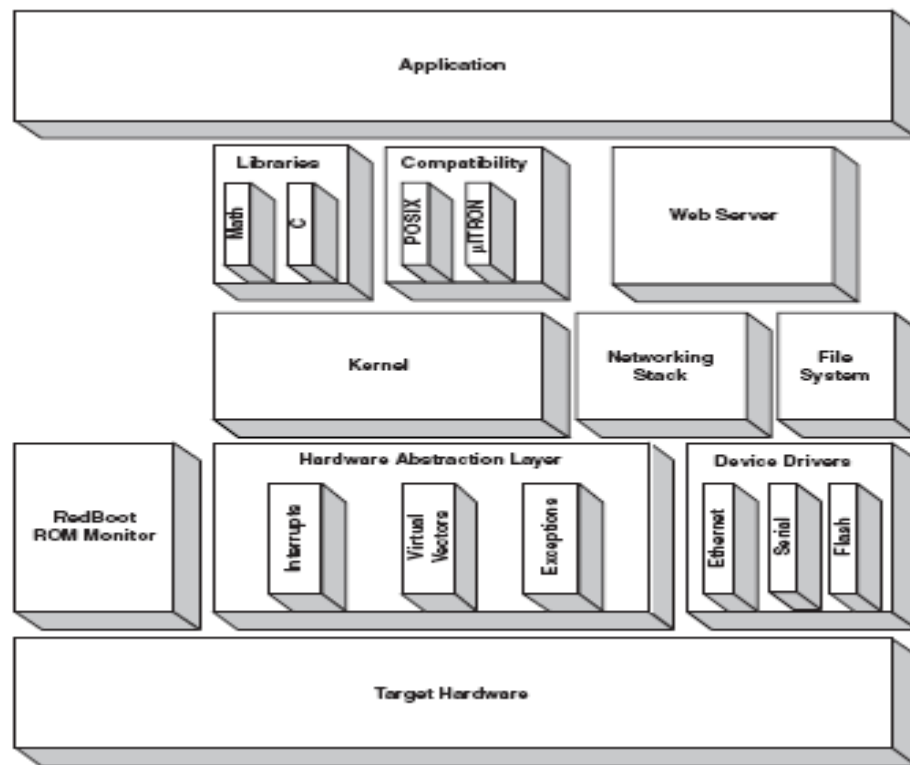 Application
Libraries
Math
C
Compatibility
POSIX
µITRON
Web Server
Kernel
Networking
Stack
File
System
RedBoot
ROM Monitor
Hardware Abstraction Layer
Interrupts
Virtual
Vectors
Exceptions
Device Drivers
Ethernet
Serial
Flash
Target Hardware